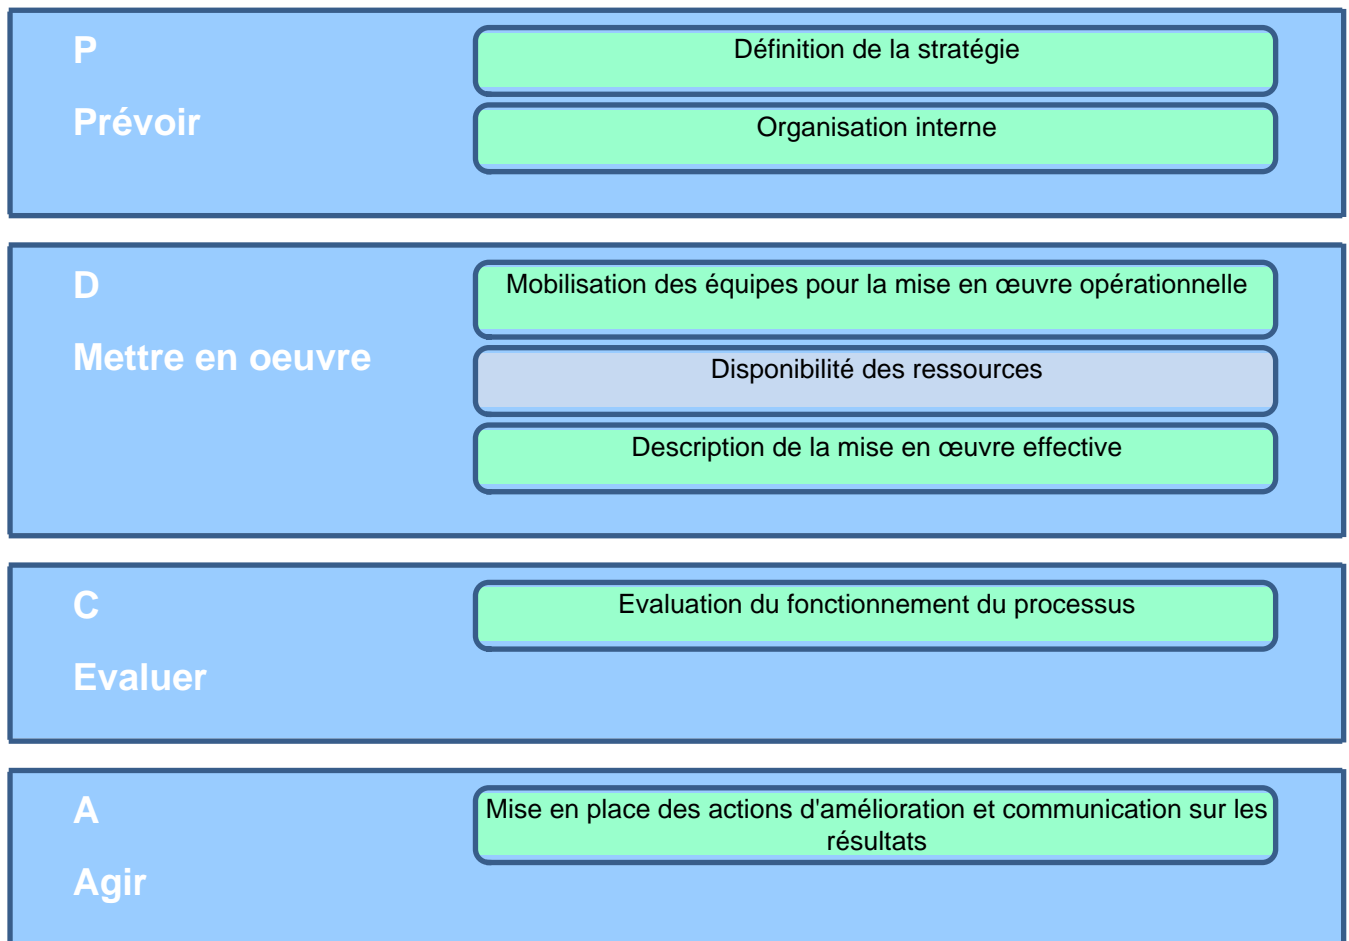 P
Prévoir
Définition de la stratégie
Organisation interne
D
Mettre en oeuvre
Mobilisation des équipes pour la mise en œuvre opérationnelle
Disponibilité des ressources
Description de la mise en œuvre effective
C
Evaluer
Evaluation du fonctionnement du processus
A
Agir
Mise en place des actions d'amélioration et communication sur les
résultats